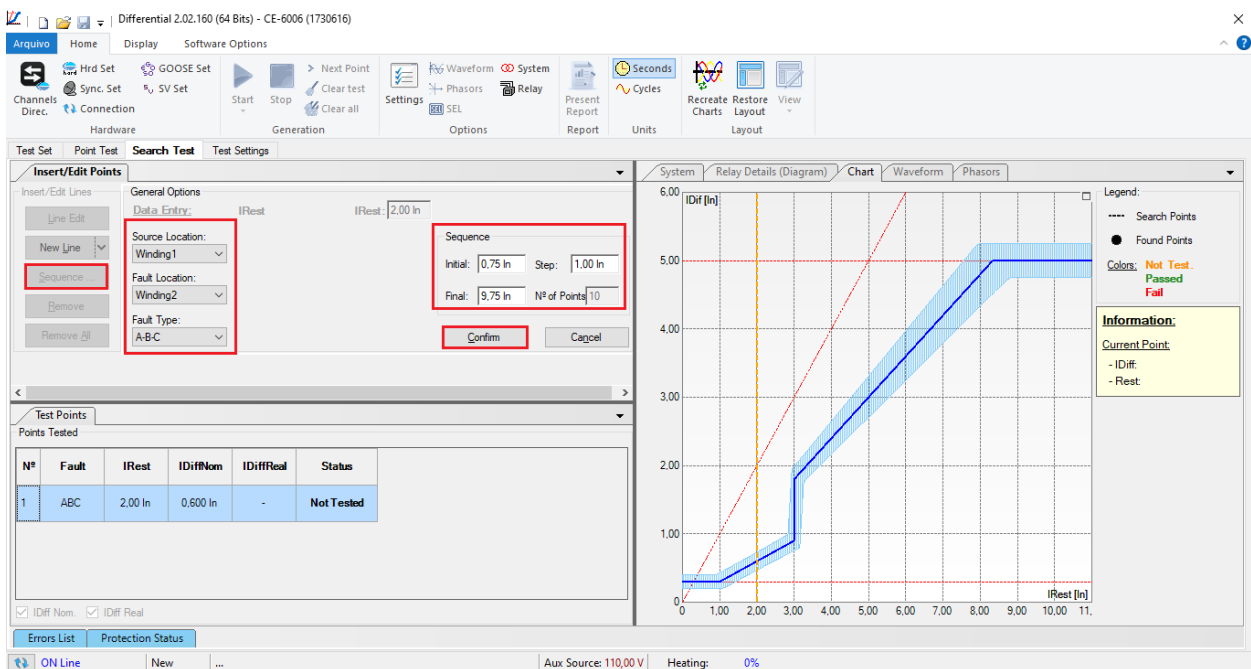 Differential 2.02.160 (64 Bits) - CE-6006 (1730616)
Arquivo Home Display Software Options
Channels Direc.
Hrd Set
Sync. Set
Connection
GOOSE Set
SV Set
Hardware
Start
Stop
Next Point
Clear test
Clear all
Generation
Settings
Waveform
Phasors
SEL
System
Relay
Options
Present Report
Report
Seconds
Cycles
Units
Recreate Charts
Restore Layout
View
Layout
Test Set Point Test Search Test Test Settings
Insert/Edit Points
Insert/Edit Lines
Line Edit
New Line
Sequence ...
Remove
Remove All
General Options
Data Entry: IRest IRest: 2,00 In
Source Location:
Winding1
Fault Location:
Winding2
Fault Type:
A-B-C
Sequence
Initial: 0,75 In Step: 1,00 In
Final: 9,75 In Nº of Points 10
Confirm Cancel
Test Points
Points Tested
Nº Fault IRest IDiffNom IDiffReal Status
1 ABC 2,00 In 0,600 In - Not Tested
IDiff Nom. IDiff Real
System Relay Details (Diagram) Chart Waveform Phasors
IDif [In]
6,00
5,00
4,00
3,00
2,00
1,00
0
IRest [In]
0 1,00 2,00 3,00 4,00 5,00 6,00 7,00 8,00 9,00 10,00 11,
Legend:
Search Points
Found Points
Colors: Not Test.
Passed
Fail
Information:
Current Point:
- IDiff:
- Rest:
Errors List Protection Status
ON Line New ... Aux Source: 110,00 V Heating: 0%